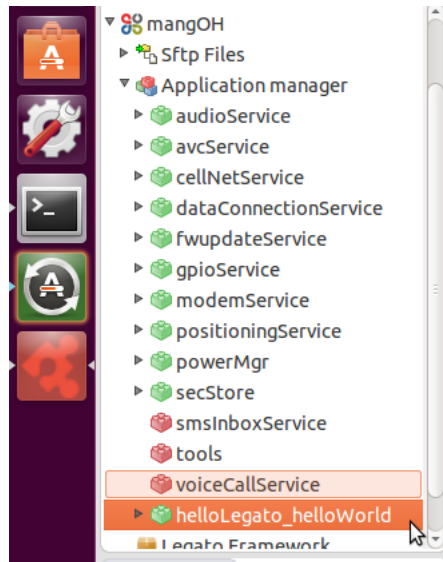 mangOH
Sftp Files
Application manager
audioService
avcService
cellNetService
dataConnectionService
fwupdateService
gpioService
modemService
positioningService
powerMgr
secStore
smsInboxService
tools
voiceCallService
helloLegato_helloWorld
Legato Framework